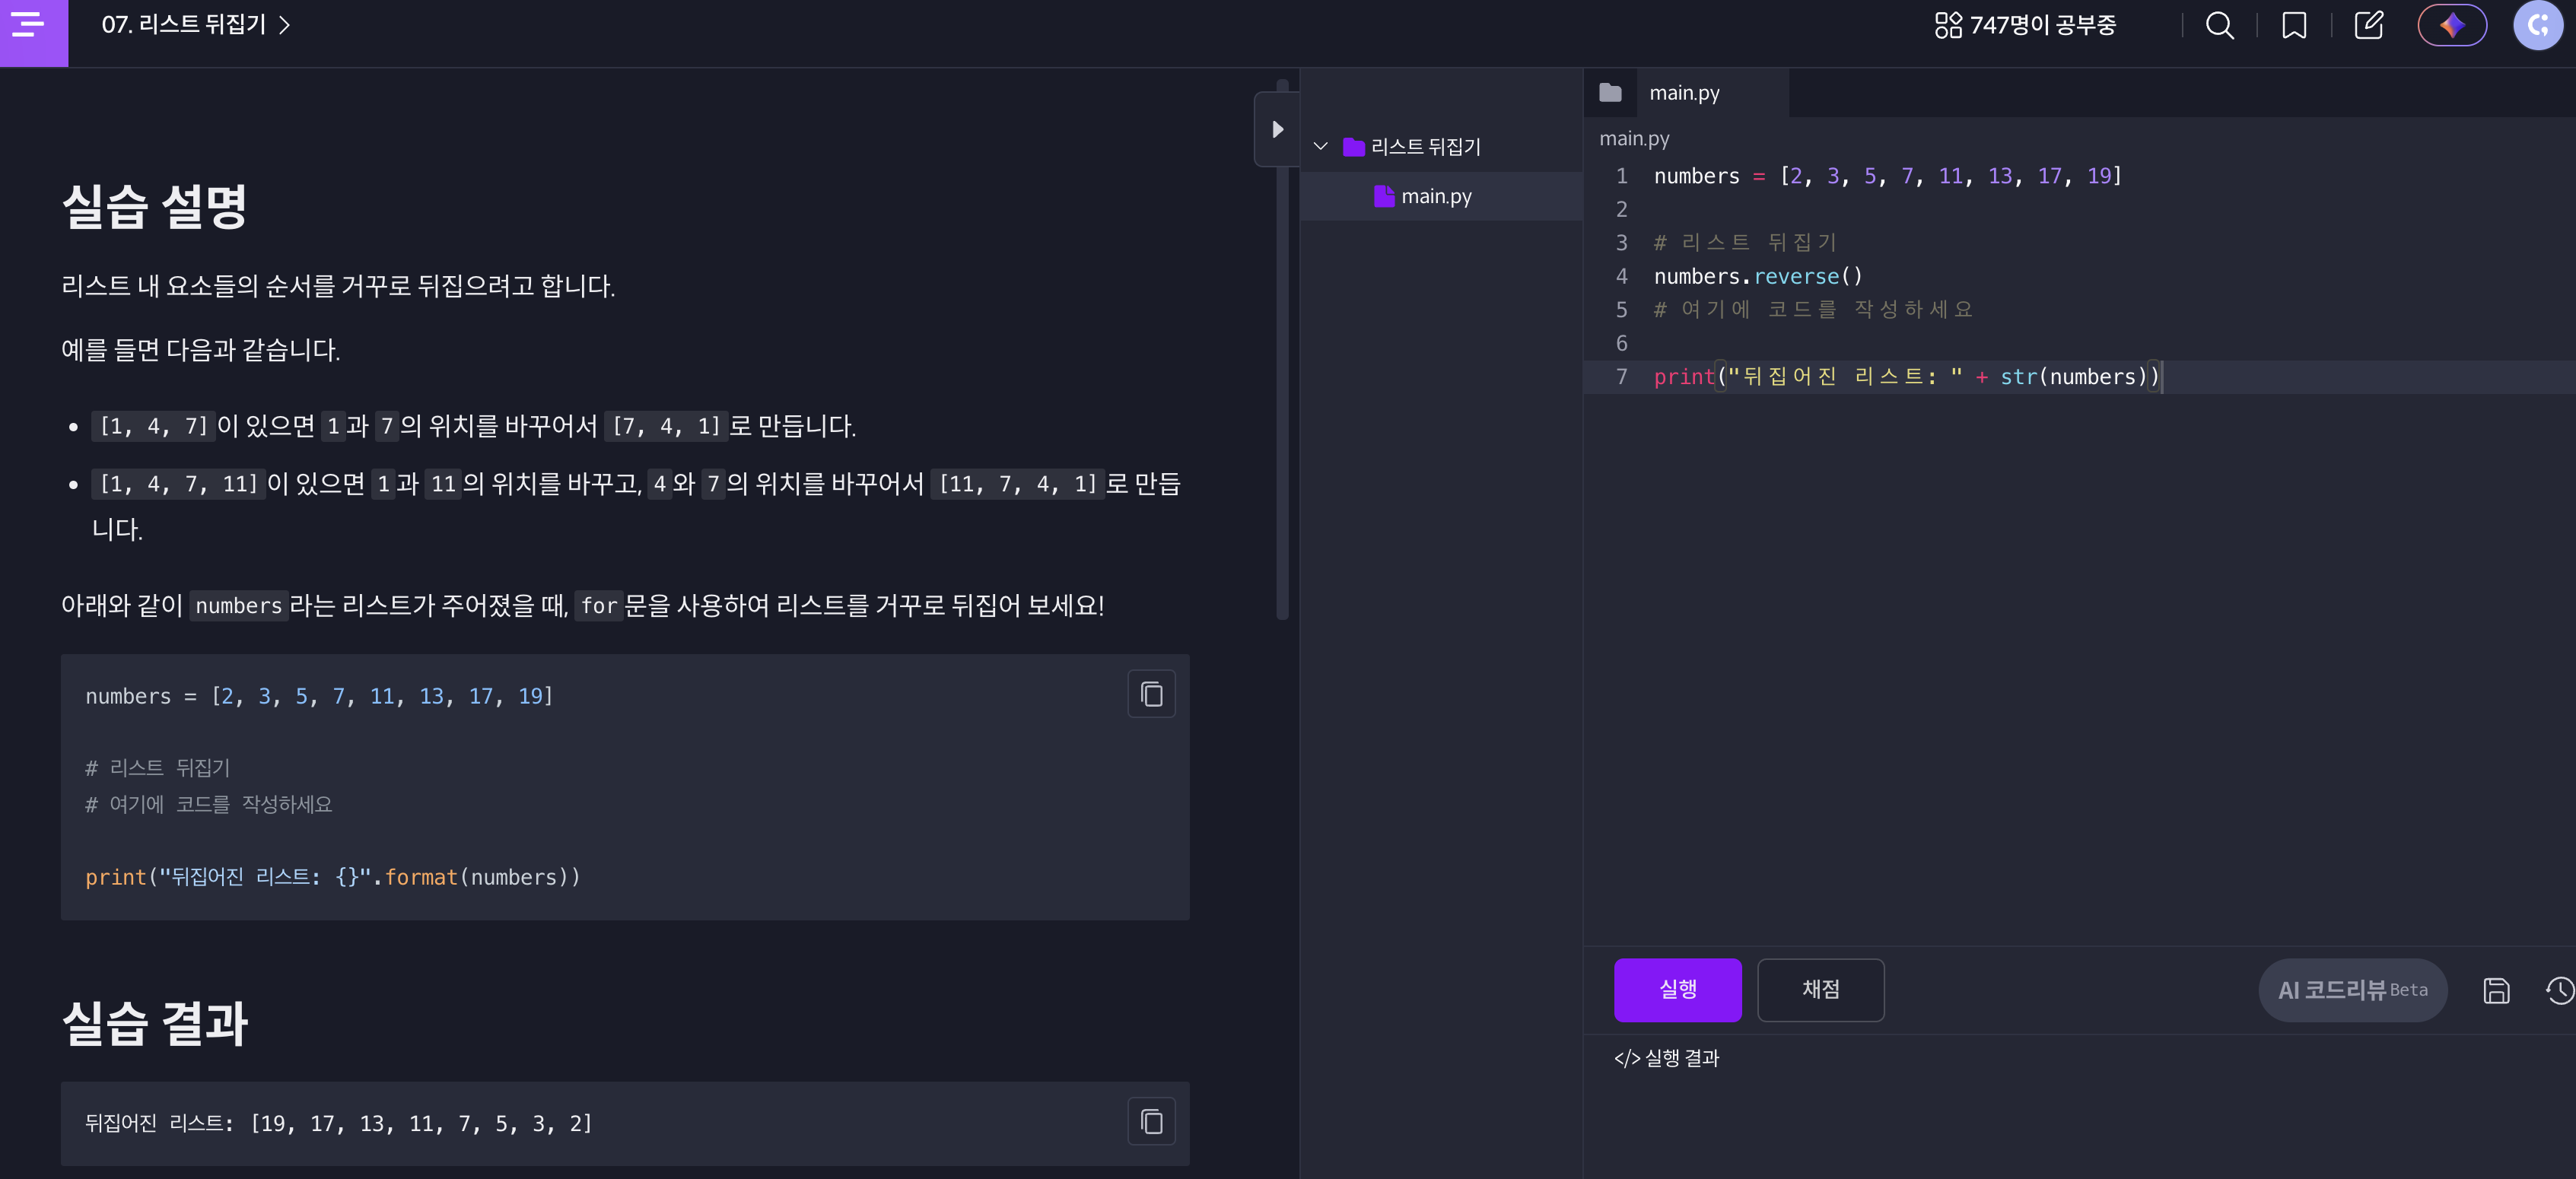 07. 리스트 뒤집기 >
747명이 공부중
실습 설명
리스트 내 요소들의 순서를 거꾸로 뒤집으려고 합니다.
예를 들면 다음과 같습니다.
• [1, 4, 7]이 있으면 1과 7의 위치를 바꾸어서 [7, 4, 1]로 만듭니다.
• [1, 4, 7, 11]이 있으면 1과 11의 위치를 바꾸고, 4와 7의 위치를 바꾸어서 [11, 7, 4, 1]로 만듭
니다.
아래와 같이 numbers라는 리스트가 주어졌을 때, for문을 사용하여 리스트를 거꾸로 뒤집어 보세요!
numbers = [2, 3, 5, 7, 11, 13, 17, 19]
# 리스트 뒤집기
# 여기에 코드를 작성하세요
print("뒤집어진 리스트: {}".format(numbers))
실습 결과
뒤집어진 리스트: [19, 17, 13, 11, 7, 5, 3, 2]
리스트 뒤집기
main.py
main.py
main.py
1 numbers = [2, 3, 5, 7, 11, 13, 17, 19]
2
3 # 리스트 뒤집기
4 numbers.reverse()
5 # 여기에 코드를 작성하세요
6
7 print("뒤집어진 리스트: " + str(numbers))
실행
채점
AI 코드리뷰 Beta
</> 실행 결과